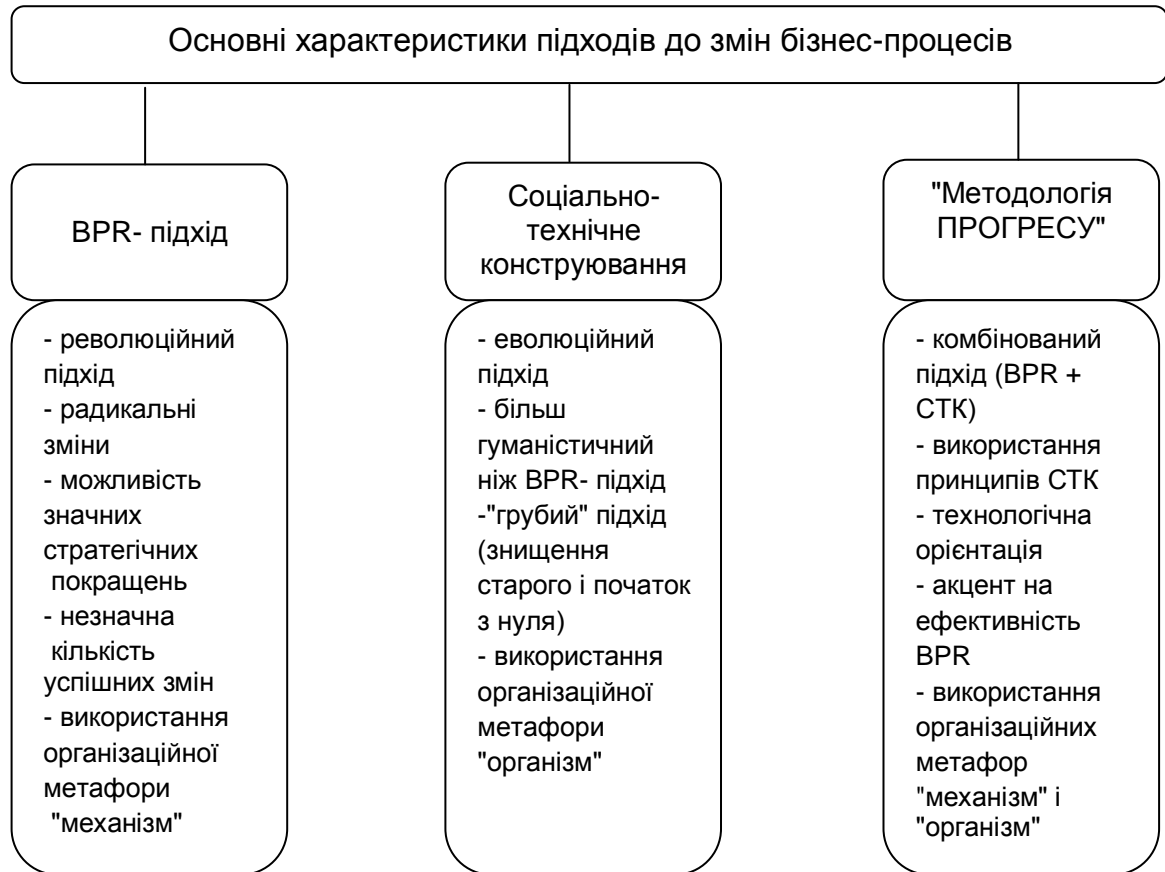 Основні характеристики підходів до змін бізнес-процесів
BPR- підхід
- революційний
підхід
- радикальні
зміни
- можливість
значних
стратегічних
покращень
- незначна
кількість
успішних змін
- використання
організаційної
метафори
"механізм"
Соціально-
технічне
конструювання
- еволюційний
підхід
- більш
гуманістичний
ніж BPR- підхід
-"грубий" підхід
(знищення
старого і початок
з нуля)
- використання
організаційної
метафори
"організм"
"Методологія
ПРОГРЕСУ"
- комбінований
підхід (BPR +
СТК)
- використання
принципів СТК
- технологічна
орієнтація
- акцент на
ефективність
BPR
- використання
організаційних
метафор
"механізм" і
"організм"